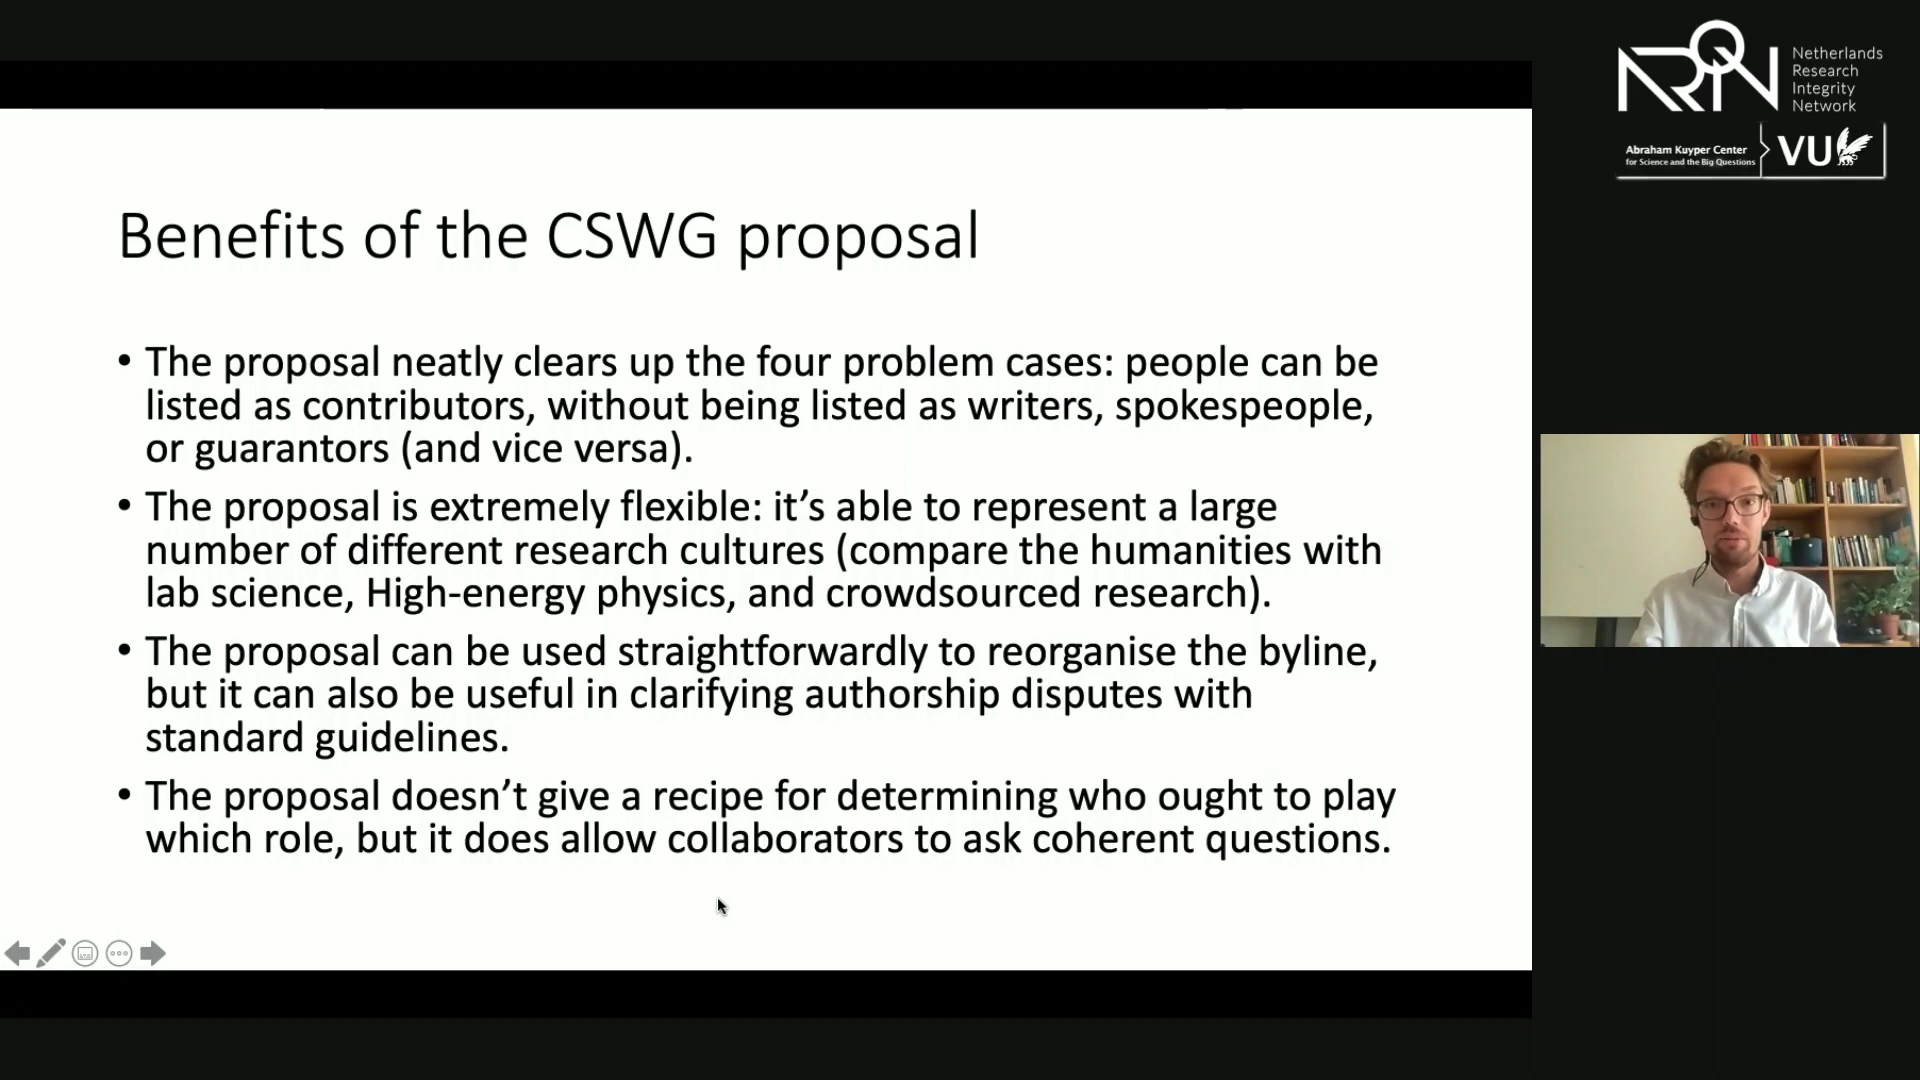 Benefits of the CSWG proposal
• The proposal neatly clears up the four problem cases: people can be
listed as contributors, without being listed as writers, spokespeople,
or guarantors (and vice versa).
• The proposal is extremely flexible: it’s able to represent a large
number of different research cultures (compare the humanities with
lab science, High-energy physics, and crowdsourced research).
• The proposal can be used straightforwardly to reorganise the byline,
but it can also be useful in clarifying authorship disputes with
standard guidelines.
• The proposal doesn’t give a recipe for determining who ought to play
which role, but it does allow collaborators to ask coherent questions.
NRIN
Netherlands
Research
Integrity
Network
Abraham Kuyper Center
for Science and the Big Questions
VU